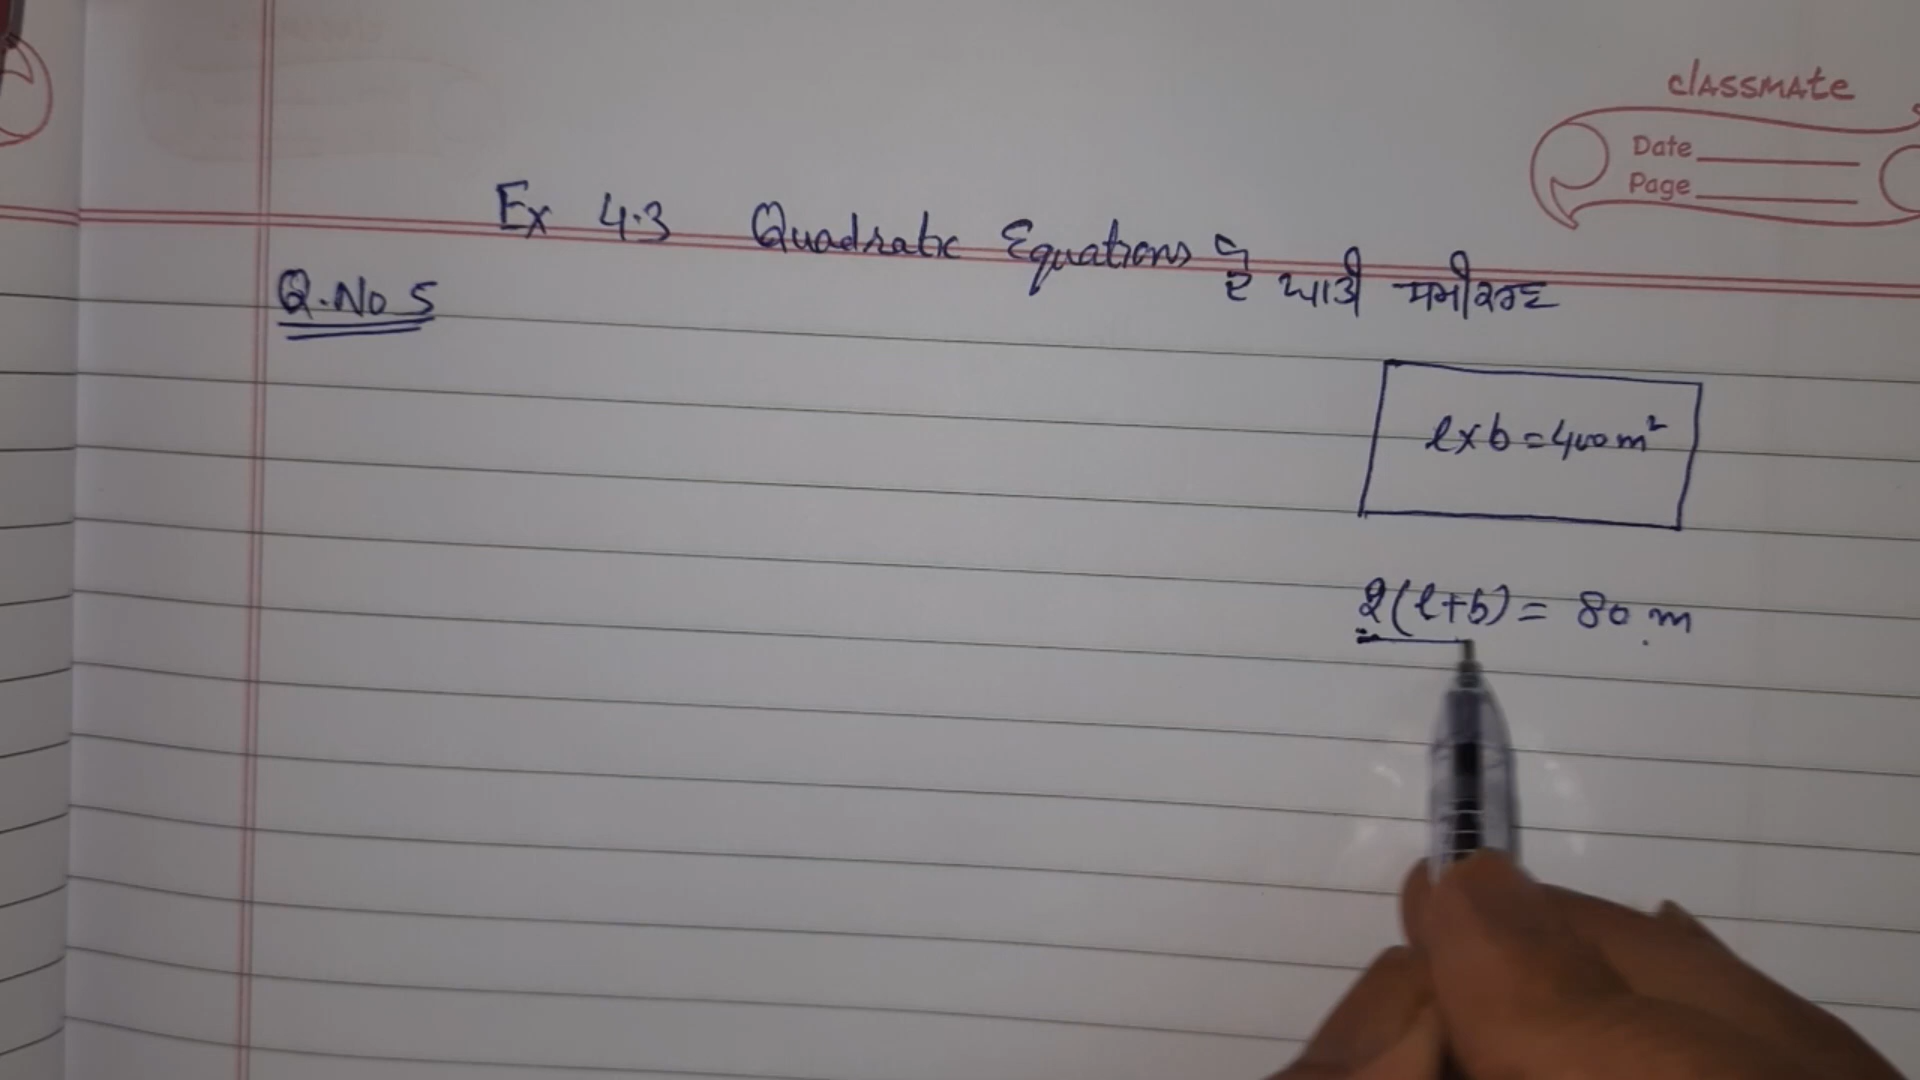 classmate
Date
Page
Ex 4.3 Quadratic Equations ਦੋ ਘਾਤੀ ਸਮੀਕਰਣ
Q.No 5
l×b=400m²
2(l+b)= 80 m